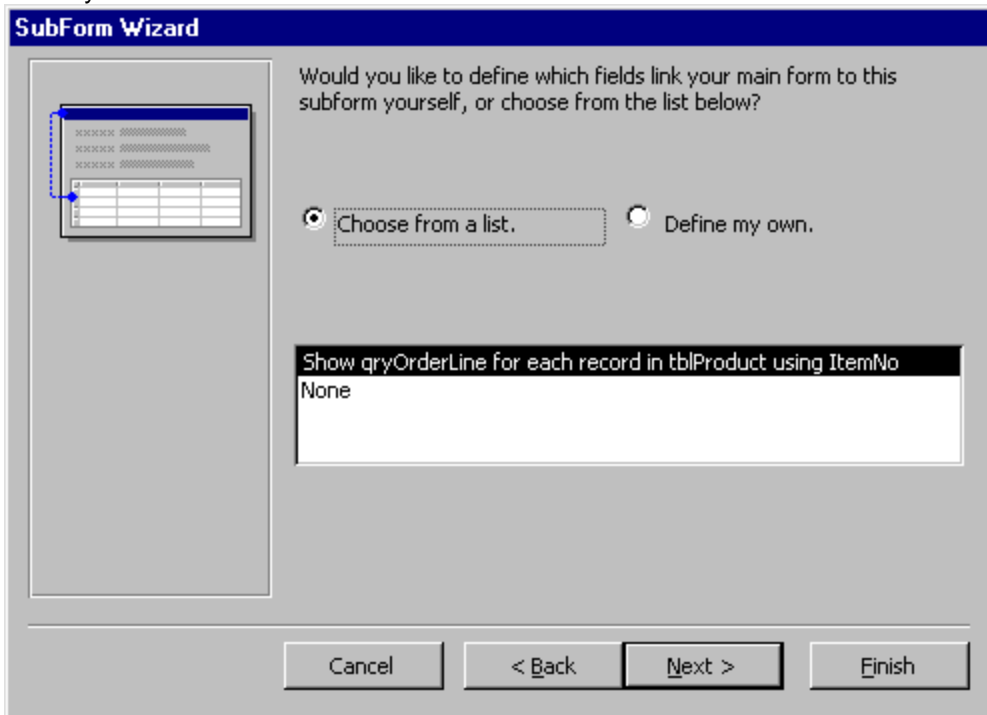 SubForm Wizard
Would you like to define which fields link your main form to this
subform yourself, or choose from the list below?
Choose from a list.
Define my own.
Show qryOrderLine for each record in tblProduct using ItemNo
None
Cancel
< Back
Next >
Finish